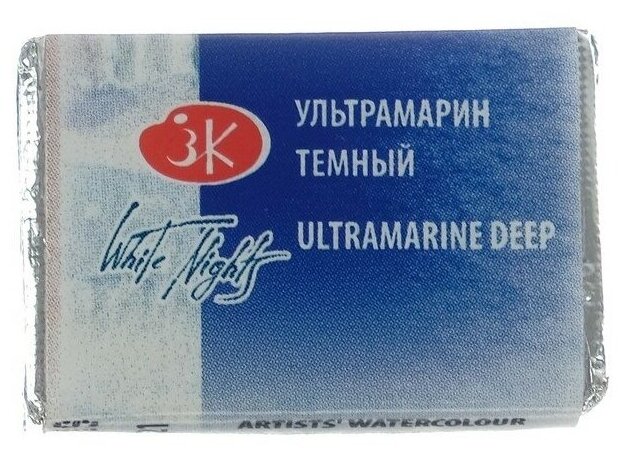 ЗК
УЛЬТРАМАРИН
ТЕМНЫЙ
White Nights
ULTRAMARINE DEEP
ARTISTS' WATERCOLOUR